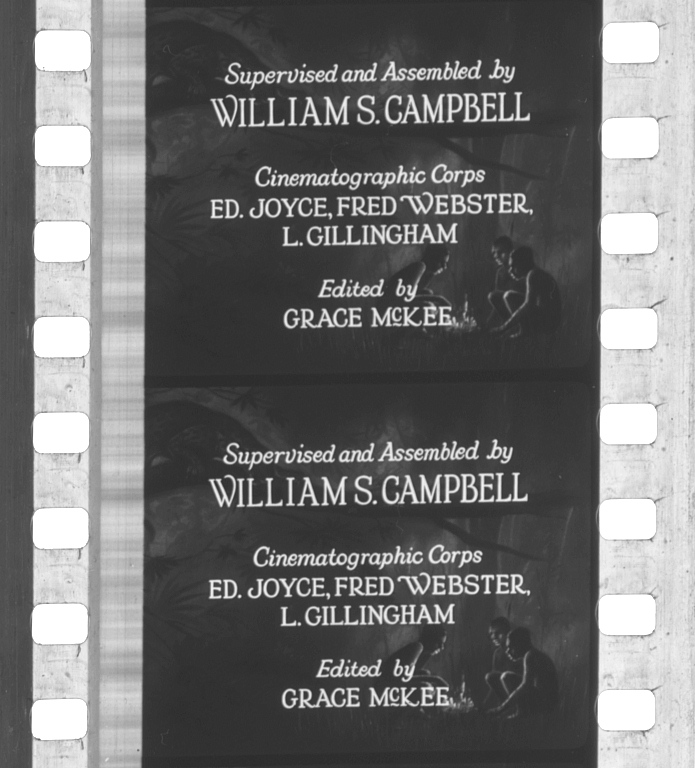 Supervised and Assembled by
WILLIAM S. CAMPBELL
Cinematographic Corps
ED. JOYCE, FRED WEBSTER,
L. GILLINGHAM
Edited by
GRACE McKEE
Supervised and Assembled by
WILLIAM S. CAMPBELL
Cinematographic Corps
ED. JOYCE, FRED WEBSTER,
L. GILLINGHAM
Edited by
GRACE McKEE